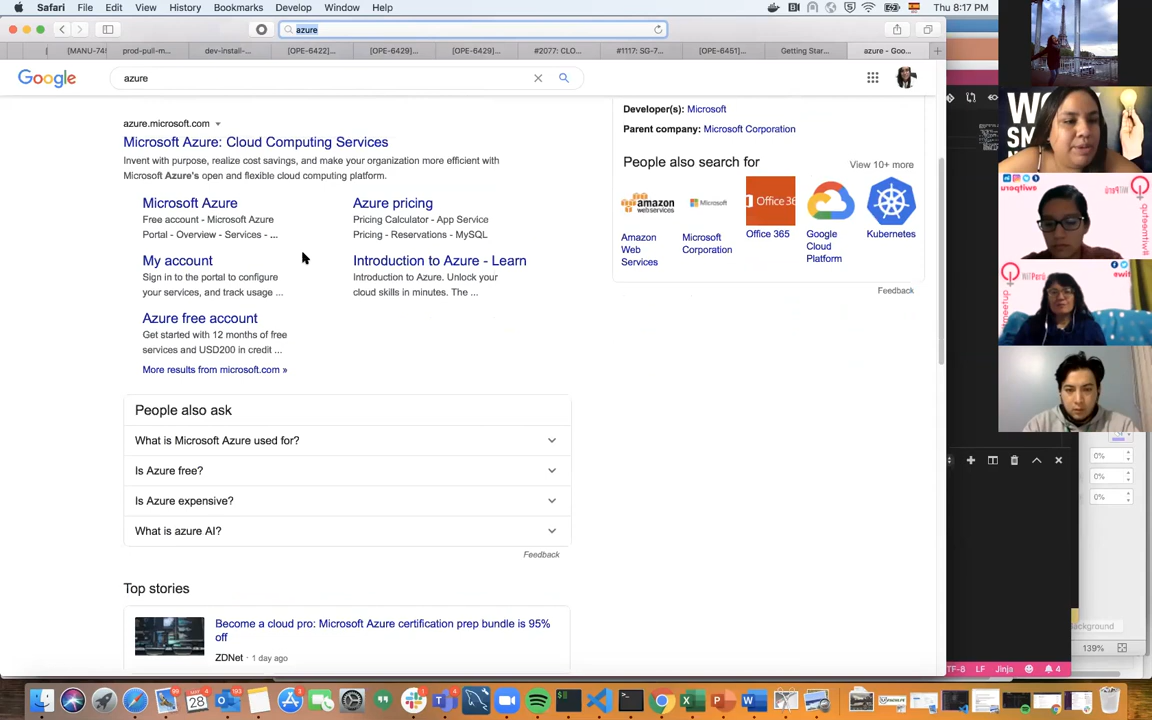 Safari File Edit View History Bookmarks Develop Window Help
Thu 8:17 PM
azure
[MANU-74!
prod-pull-m...
dev-install-...
[OPE-6422]...
[OPE-6429]...
[OPE-6429]...
#2077: CLO...
#1117: SG-7...
[OPE-6451]...
Getting Star...
azure - Goo...
Google
azure
azure.microsoft.com
Microsoft Azure: Cloud Computing Services
Invent with purpose, realize cost savings, and make your organization more efficient with
Microsoft Azure's open and flexible cloud computing platform.
Microsoft Azure
Free account - Microsoft Azure
Portal - Overview - Services - ...
Azure pricing
Pricing Calculator - App Service
Pricing - Reservations - MySQL
My account
Sign in to the portal to configure
your services, and track usage ...
Introduction to Azure - Learn
Introduction to Azure. Unlock your
cloud skills in minutes. The ...
Azure free account
Get started with 12 months of free
services and USD200 in credit ...
More results from microsoft.com »
People also ask
What is Microsoft Azure used for?
Is Azure free?
Is Azure expensive?
What is azure AI?
Feedback
Top stories
Become a cloud pro: Microsoft Azure certification prep bundle is 95%
off
ZDNet · 1 day ago
Developer(s): Microsoft
Parent company: Microsoft Corporation
People also search for
View 10+ more
Amazon
Web
Services
Microsoft
Corporation
Office 365
Google
Cloud
Platform
Kubernetes
Feedback
0%
0%
0%
ackground
139%
TF-8 LF Jinja 4